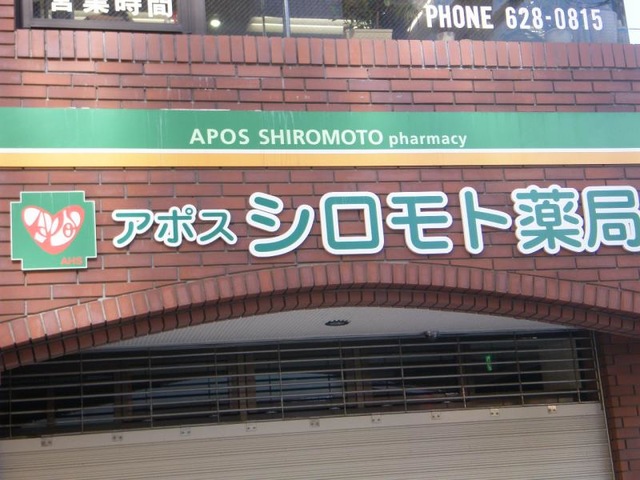 営業時間
PHONE 628-0815
APOS SHIROMOTO pharmacy
アポス シロモト薬局
AHS